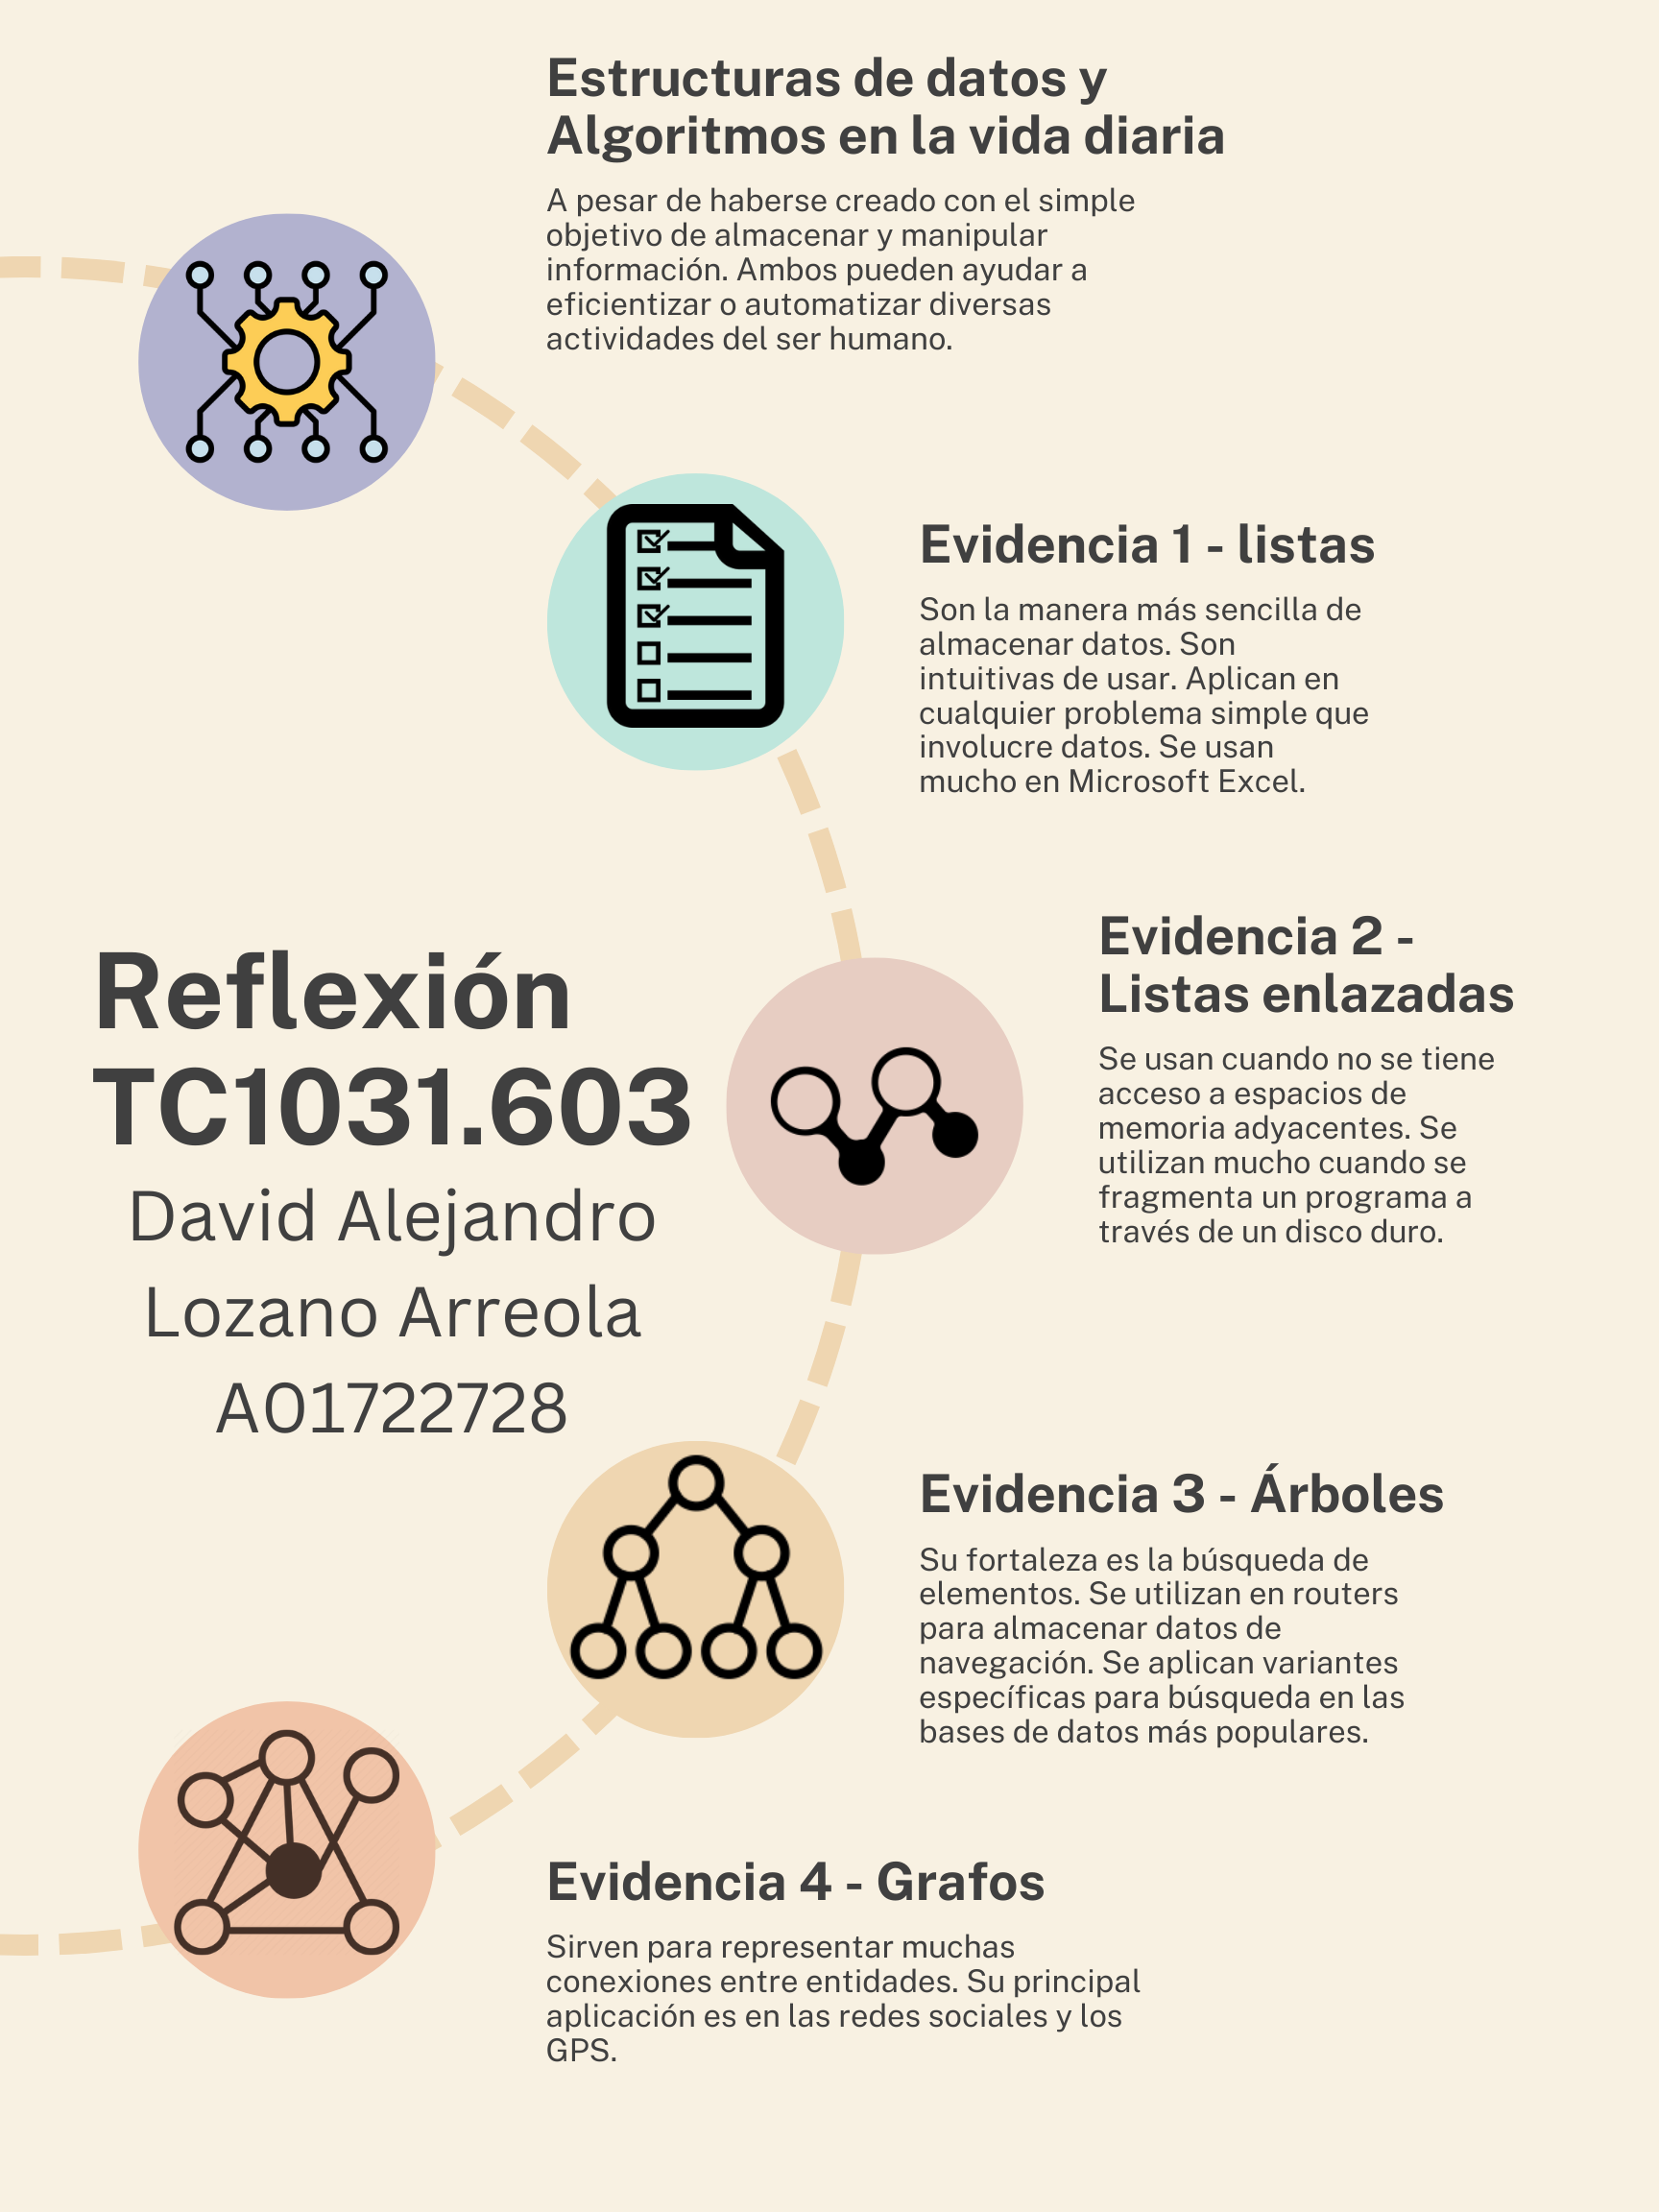 Estructuras de datos y
Algoritmos en la vida diaria
A pesar de haberse creado con el simple
objetivo de almacenar y manipular
información. Ambos pueden ayudar a
eficientizar o automatizar diversas
actividades del ser humano.
Evidencia 1 - listas
Son la manera más sencilla de
almacenar datos. Son
intuitivas de usar. Aplican en
cualquier problema simple que
involucre datos. Se usan
mucho en Microsoft Excel.
Reflexión
TC1031.603
David Alejandro
Lozano Arreola
A01722728
Evidencia 2 -
Listas enlazadas
Se usan cuando no se tiene
acceso a espacios de
memoria adyacentes. Se
utilizan mucho cuando se
fragmenta un programa a
través de un disco duro.
Evidencia 3 - Árboles
Su fortaleza es la búsqueda de
elementos. Se utilizan en routers
para almacenar datos de
navegación. Se aplican variantes
específicas para búsqueda en las
bases de datos más populares.
Evidencia 4 - Grafos
Sirven para representar muchas
conexiones entre entidades. Su principal
aplicación es en las redes sociales y los
GPS.